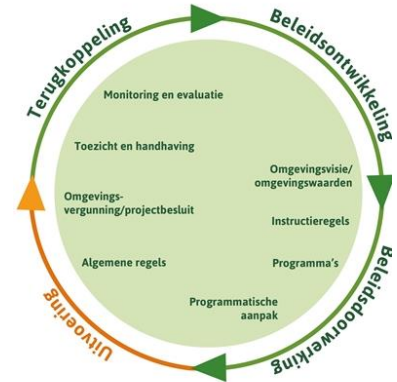 Terugkoppeling
Beleidsontwikkeling
Monitoring en evaluatie
Toezicht en handhaving
Omgevingsvisie/
omgevingswaarden
Omgevings-
vergunning/projectbesluit
Instructieregels
Algemene regels
Programma's
Programmatische
aanpak
Uitvoering
Beleidsdoorwerking